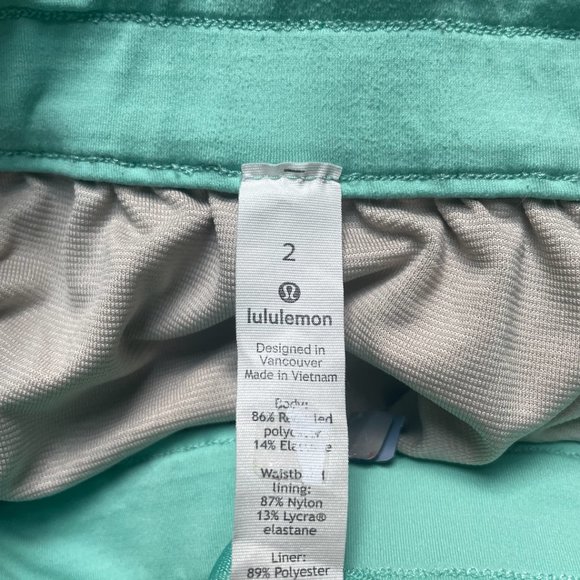 2
lululemon
Designed in
Vancouver
Made in Vietnam
Body:
86%
14%
lining:
87% Nylon
13% Lycra®
elastane
Liner:
89% Polyester